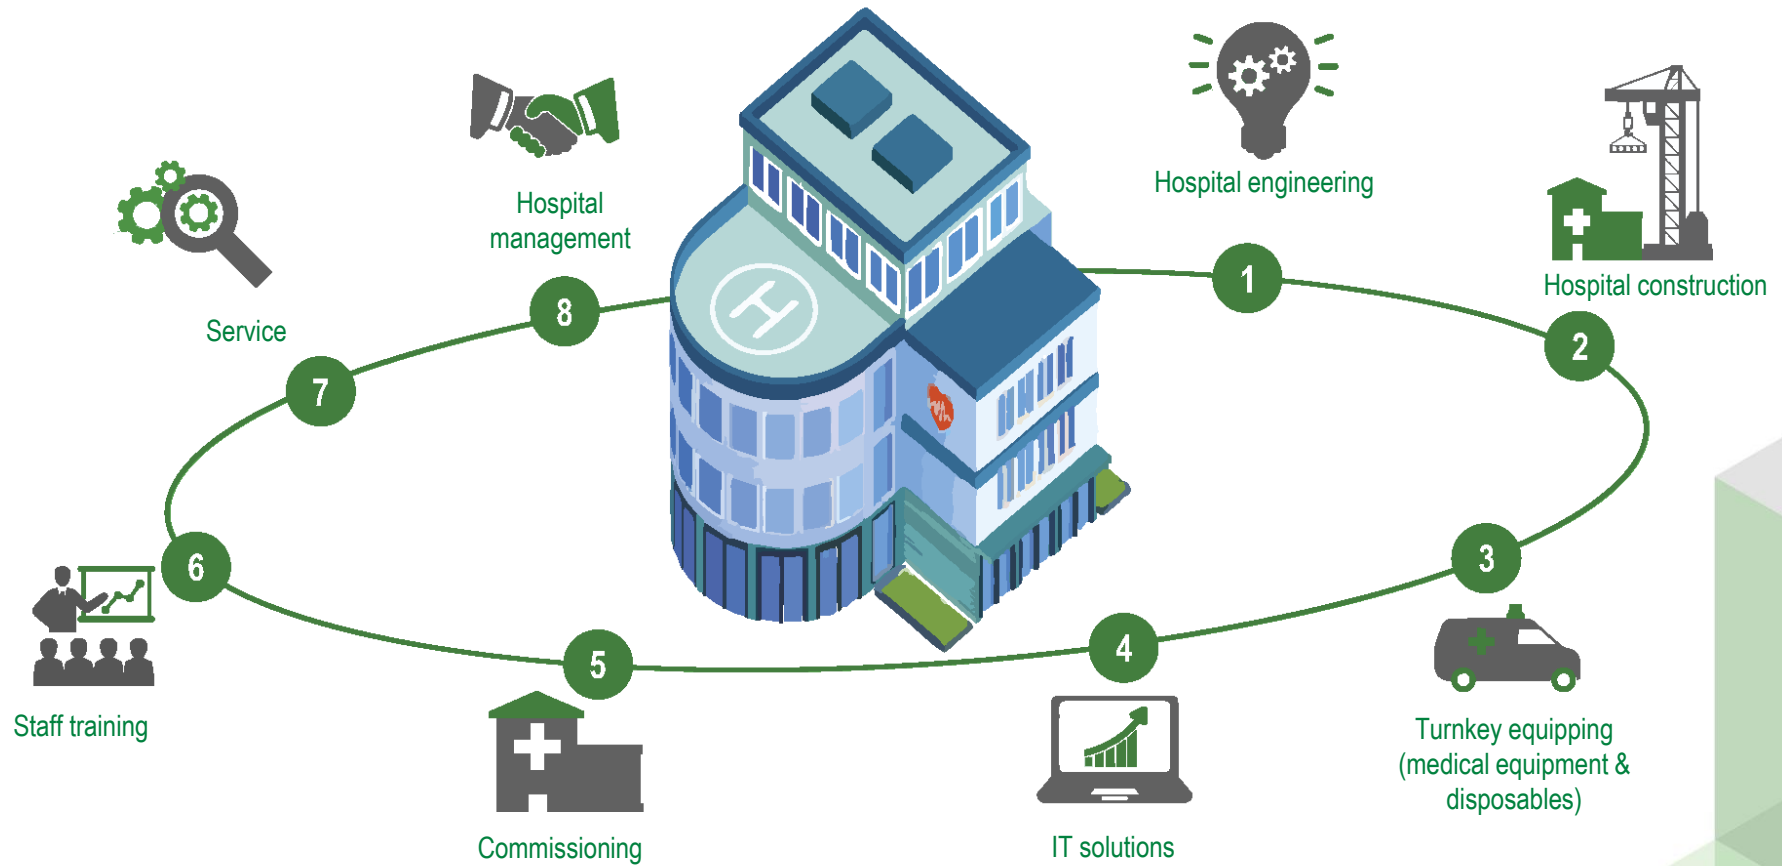 Hospital engineering
1
Hospital construction
2
3
Turnkey equipping
(medical equipment &
disposables)
4
IT solutions
5
Commissioning
6
Staff training
7
Service
8
Hospital
management
H